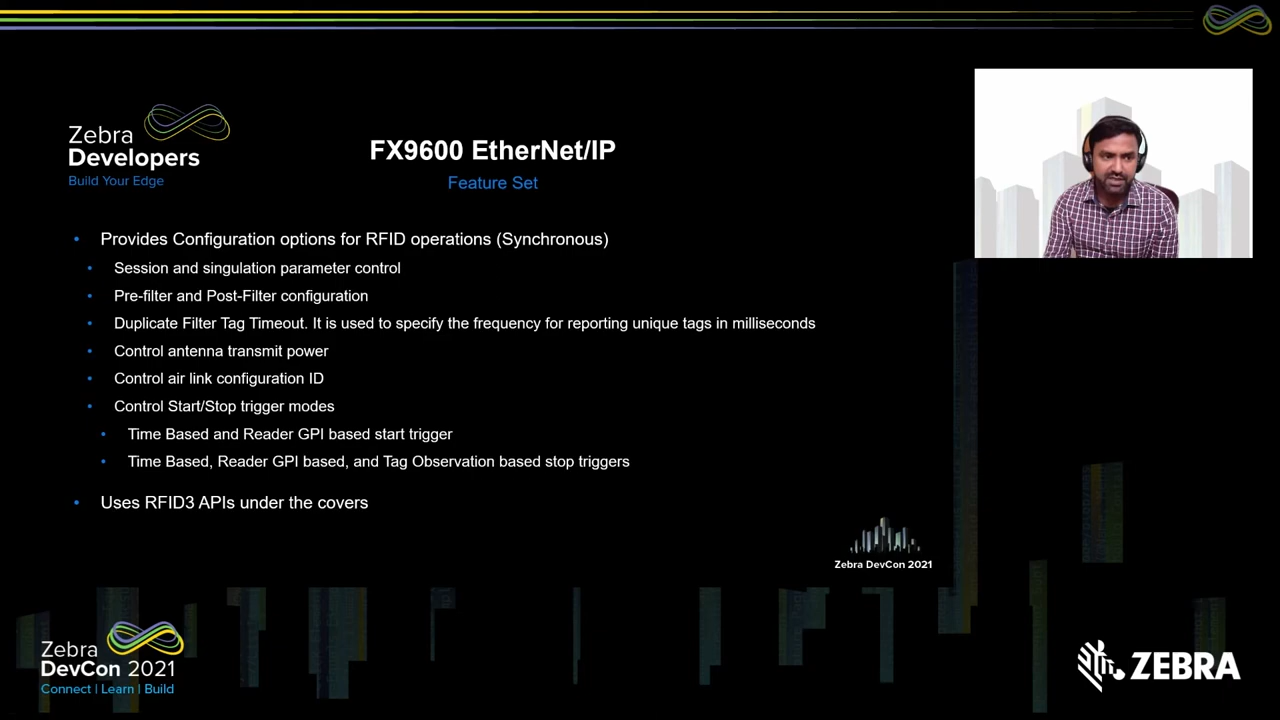 Zebra
Developers
Build Your Edge
FX9600 EtherNet/IP
Feature Set
Provides Configuration options for RFID operations (Synchronous)
Session and singulation parameter control
Pre-filter and Post-Filter configuration
Duplicate Filter Tag Timeout. It is used to specify the frequency for reporting unique tags in milliseconds
Control antenna transmit power
Control air link configuration ID
Control Start/Stop trigger modes
Time Based and Reader GPI based start trigger
Time Based, Reader GPI based, and Tag Observation based stop triggers
Uses RFID3 APIs under the covers
Zebra DevCon 2021
Zebra
DevCon 2021
Connect | Learn | Build
ZEBRA